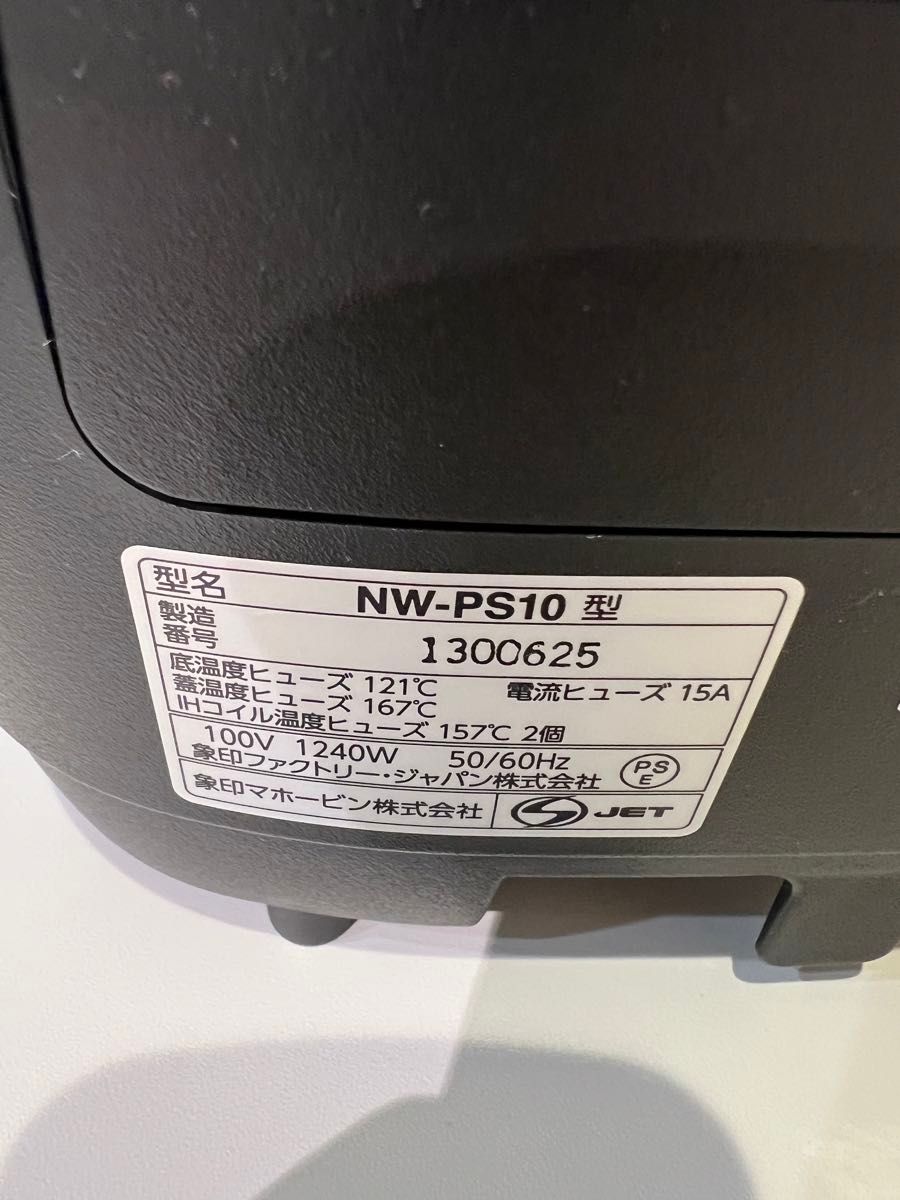 型名 NW-PS10 型
製造番号 1300625
底温度ヒューズ 121℃ 電流ヒューズ 15A
蓋温度ヒューズ 167℃
IHコイル温度ヒューズ 157℃ 2個
100V 1240W 50/60Hz
象印ファクトリー・ジャパン株式会社 PSE
象印マホービン株式会社 JET